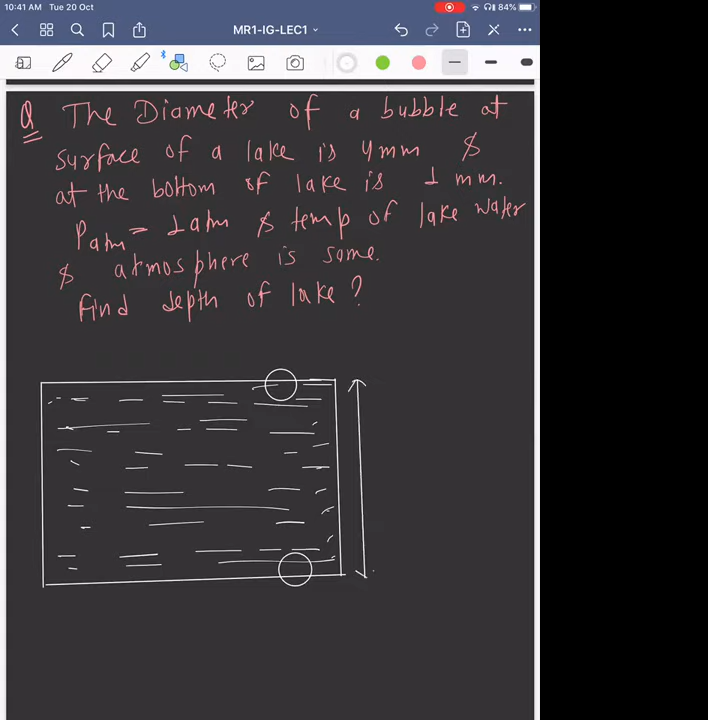 10:41 AM Tue 20 Oct
84%
MR1-IG-LEC1
Q The Diameter of a bubble at
surface of a lake is 4mm $
at the bottom of lake is 1 mm.
Patm = 1atm $ temp of lake water
$ atmosphere is same.
find depth of lake?